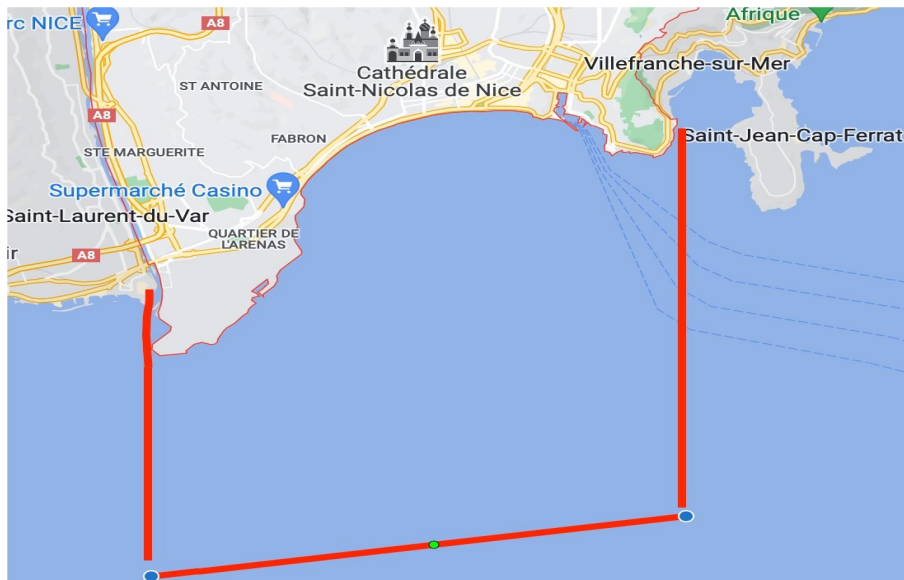 rc NICE
A8
Afrique
Cathédrale
Saint-Nicolas de Nice
Villefranche-sur-Mer
ST ANTOINE
A8
FABRON
Saint-Jean-Cap-Ferrat
STE MARGUERITE
Supermarché Casino
Saint-Laurent-du-Var
QUARTIER DE
L'ARENAS
ir
A8